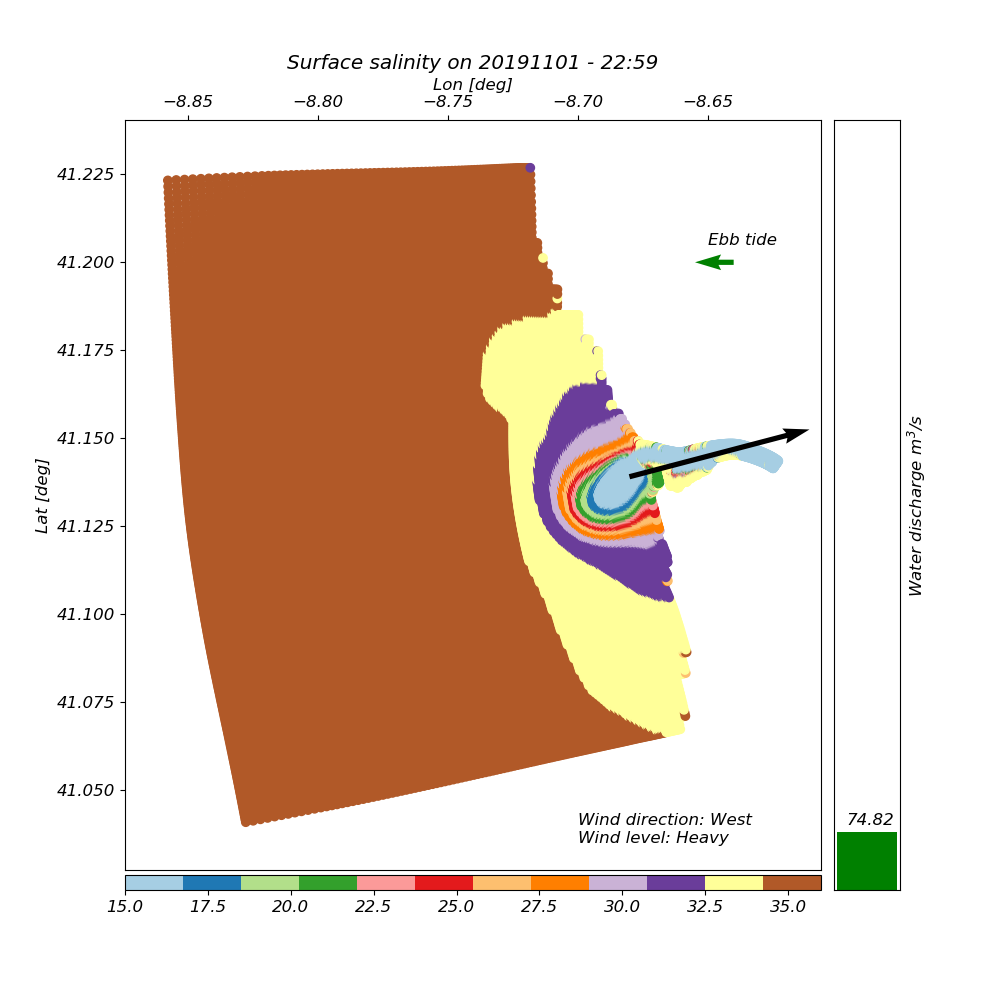 Surface salinity on 20191101 - 22:59
Lon [deg]
−8.85 −8.80 −8.75 −8.70 −8.65
41.225
41.200
41.175
41.150
41.125
41.100
41.075
41.050
Lat [deg]
Ebb tide
Wind direction: West
Wind level: Heavy
74.82
Water discharge m³/s
15.0 17.5 20.0 22.5 25.0 27.5 30.0 32.5 35.0